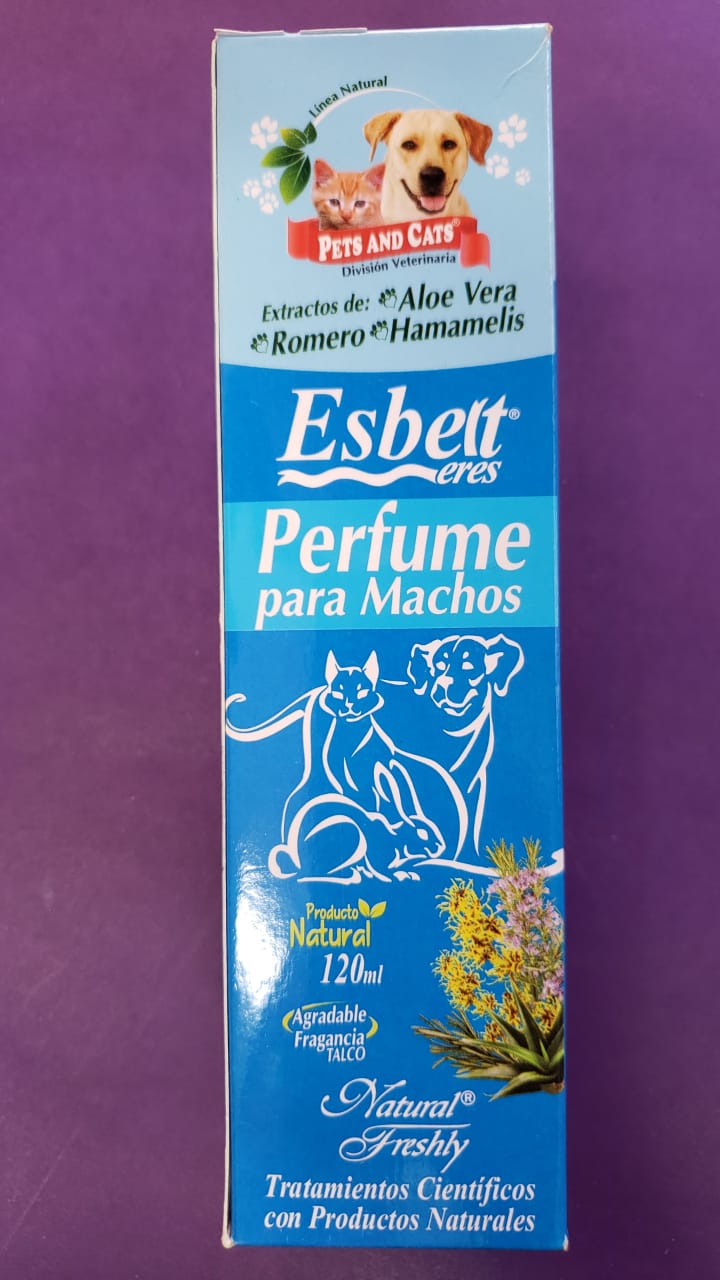 Línea Natural
PETS AND CATS®
División Veterinaria
Extractos de: Aloe Vera
Romero Hamamelis
Esbelt®
eres
Perfume
para Machos
Producto
Natural
120ml
Agradable
Fragancia
TALCO
Natural®
Freshly
Tratamientos Científicos
con Productos Naturales